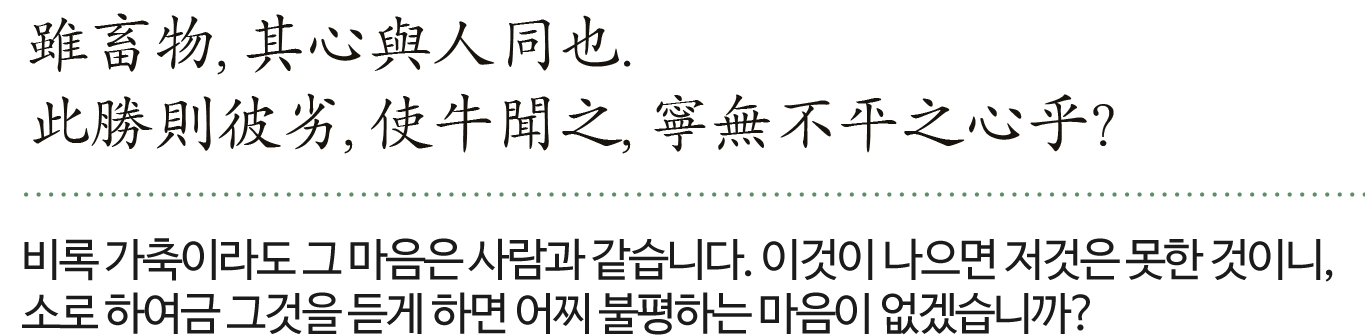 雖畜物, 其心與人同也.
此勝則彼劣, 使牛聞之, 寧無不平之心乎?
비록 가축이라도 그 마음은 사람과 같습니다. 이것이 나으면 저것은 못한 것이니,
소로 하여금 그것을 듣게 하면 어찌 불평하는 마음이 없겠습니까?